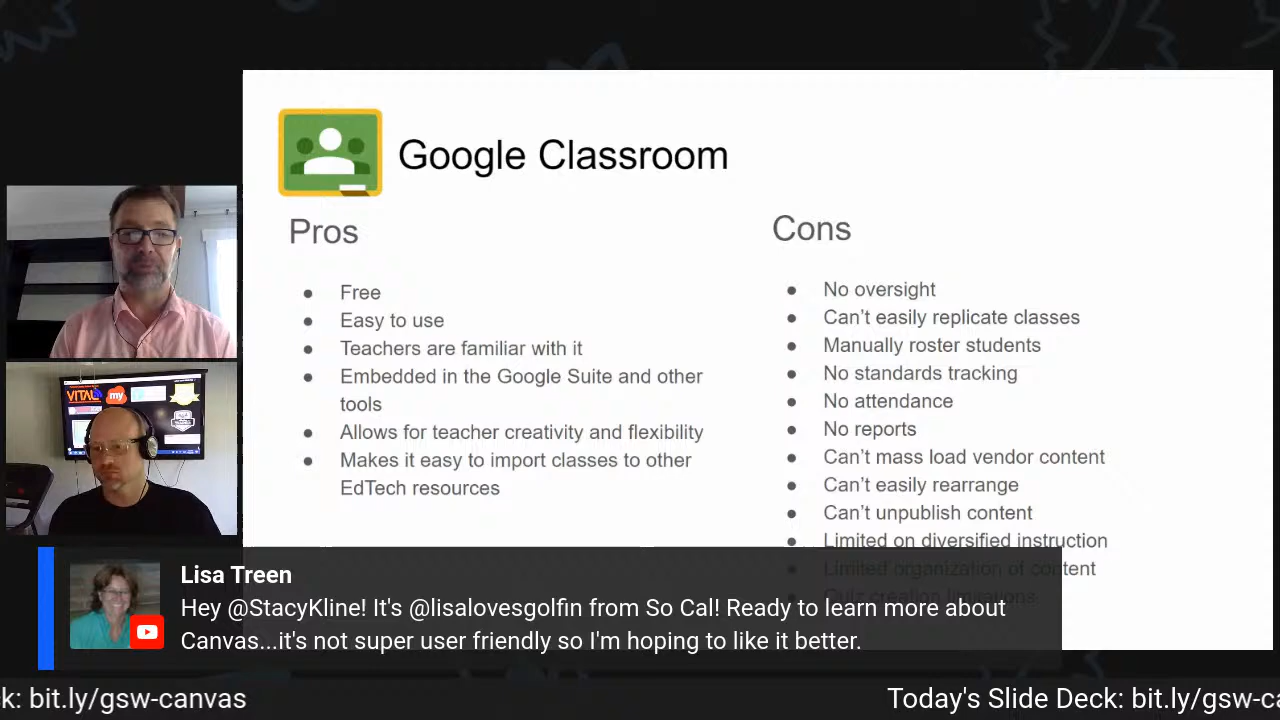 Google Classroom
Pros
Free
Easy to use
Teachers are familiar with it
Embedded in the Google Suite and other
tools
Allows for teacher creativity and flexibility
Makes it easy to import classes to other
EdTech resources
Cons
No oversight
Can't easily replicate classes
Manually roster students
No standards tracking
No attendance
No reports
Can't mass load vendor content
Can't easily rearrange
Can't unpublish content
Limited on diversified instruction
Limited organization of content
Quiz creation limitations
VITAL
my
Lisa Treen
Hey @StacyKline! It's @lisalovesgolfin from So Cal! Ready to learn more about
Canvas...it's not super user friendly so I'm hoping to like it better.
k: bit.ly/gsw-canvas
Today's Slide Deck: bit.ly/gsw-ca